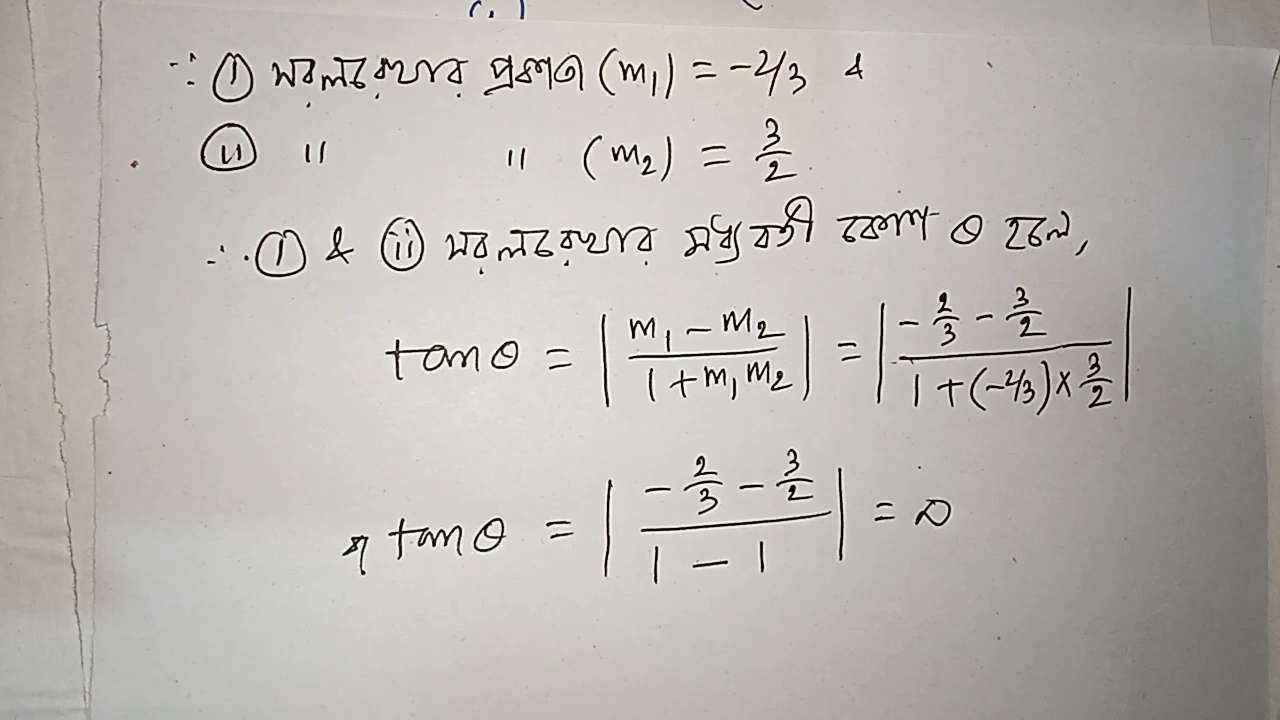 ∵ (i) সরলরেখার প্রবণতা (m₁) = -2/3 &
(ii) " " (m₂) = 3/2
∴ (i) & (ii) সরলরেখার মধ্যবর্তী কোণ θ হলে,
tanθ = |(m₁ - m₂)/(1 + m₁m₂)| = |(-2/3 - 3/2)/(1 + (-2/3) × 3/2)|
বা tanθ = |(-2/3 - 3/2)/(1 - 1)| = ∞